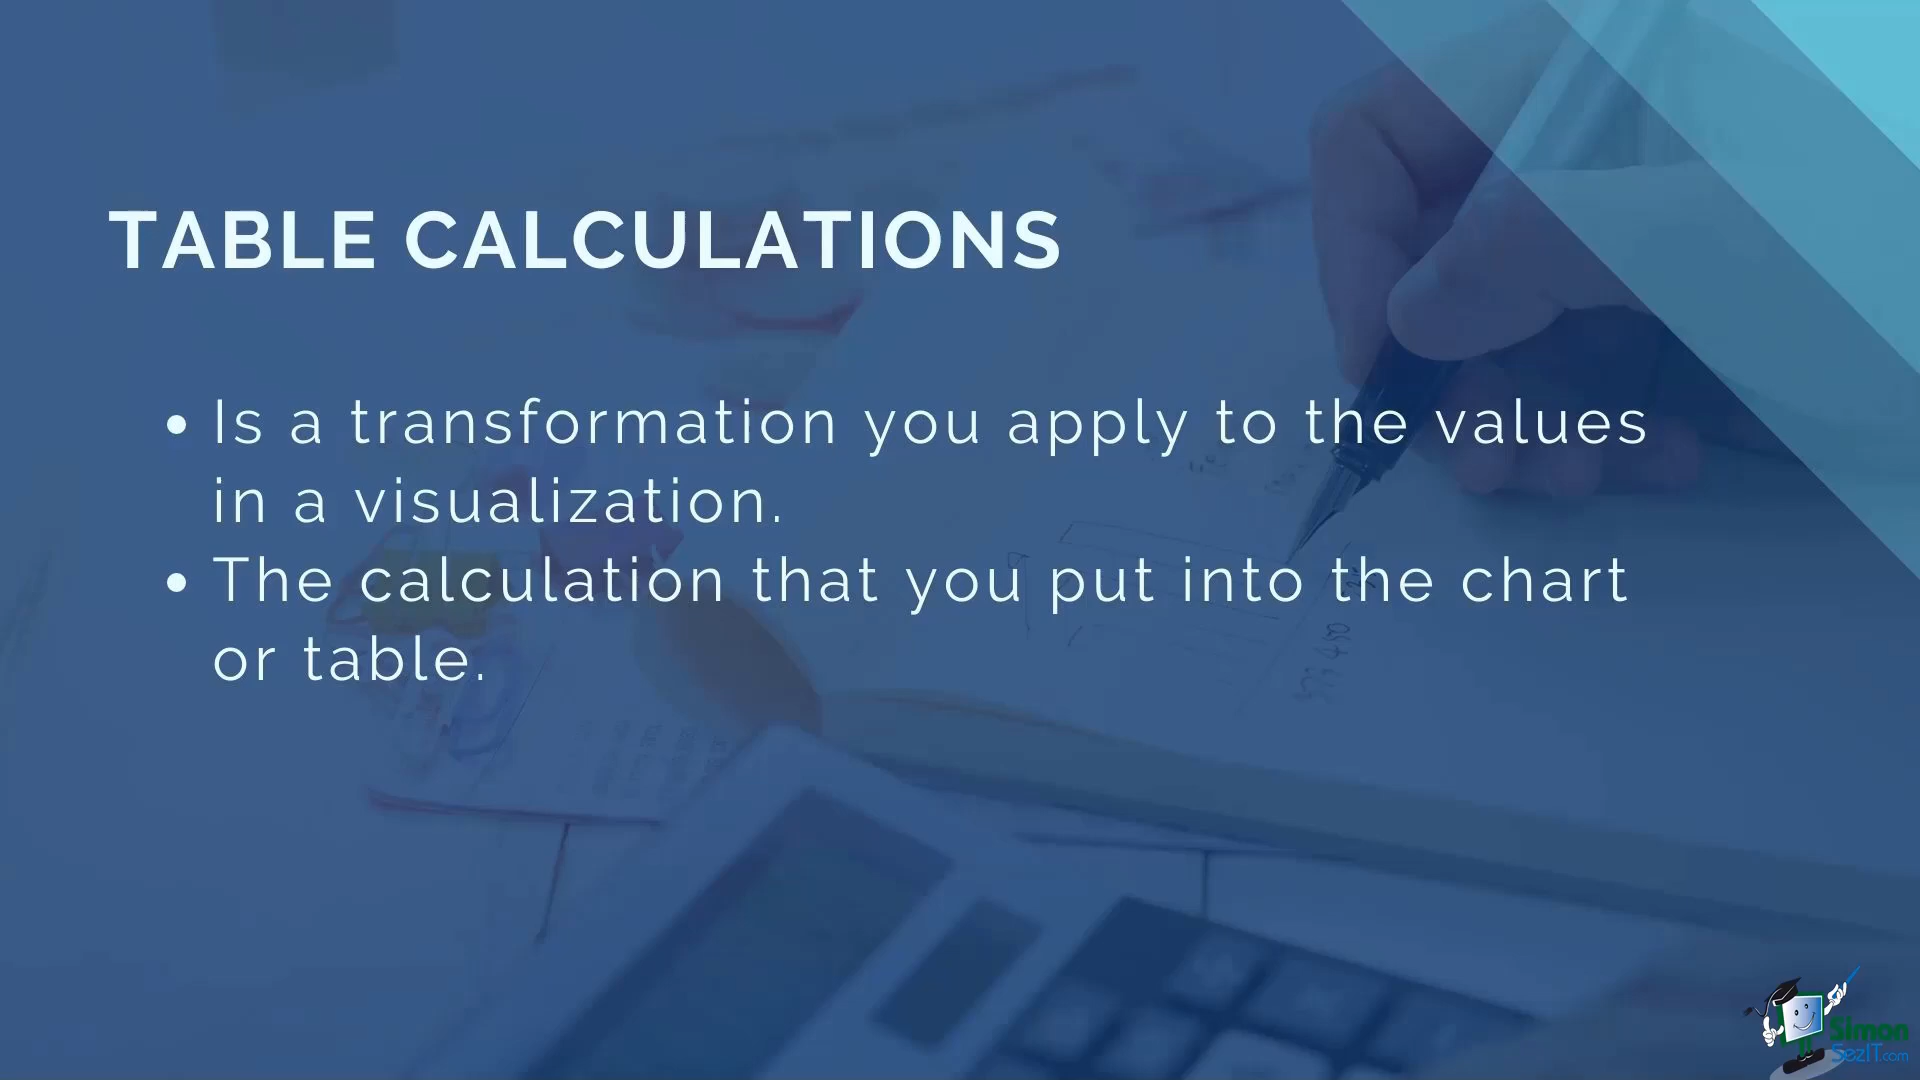 TABLE CALCULATIONS
• Is a transformation you apply to the values
in a visualization.
• The calculation that you put into the chart
or table.
Simon
SezIT.com